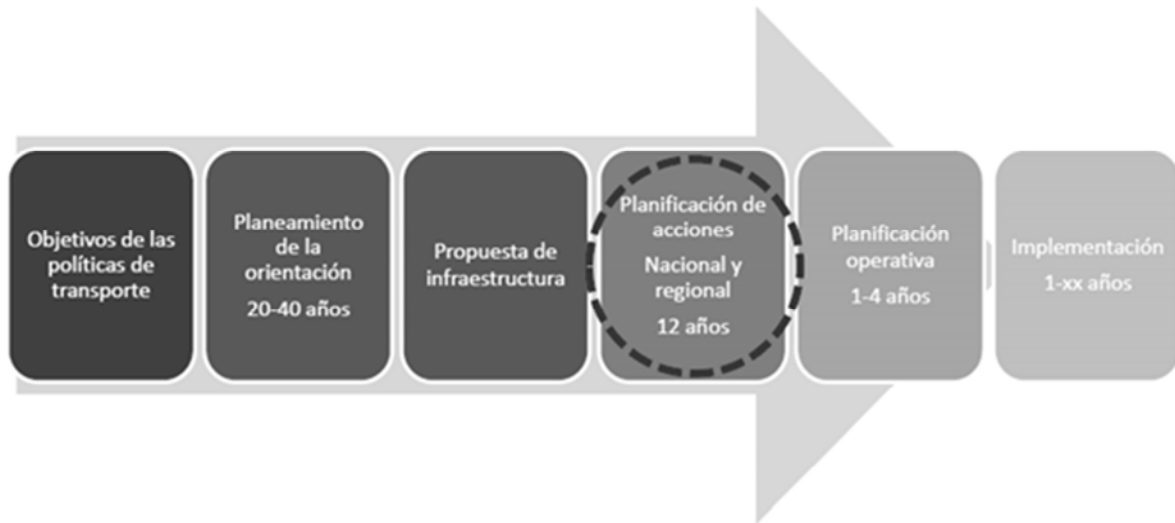 Objetivos de las
políticas de
transporte
Planeamiento
de la
orientación
20-40 años
Propuesta de
infraestructura
Planificación de
acciones
Nacional y
regional
12 años
Planificación
operativa
1-4 años
Implementación
1-xx años